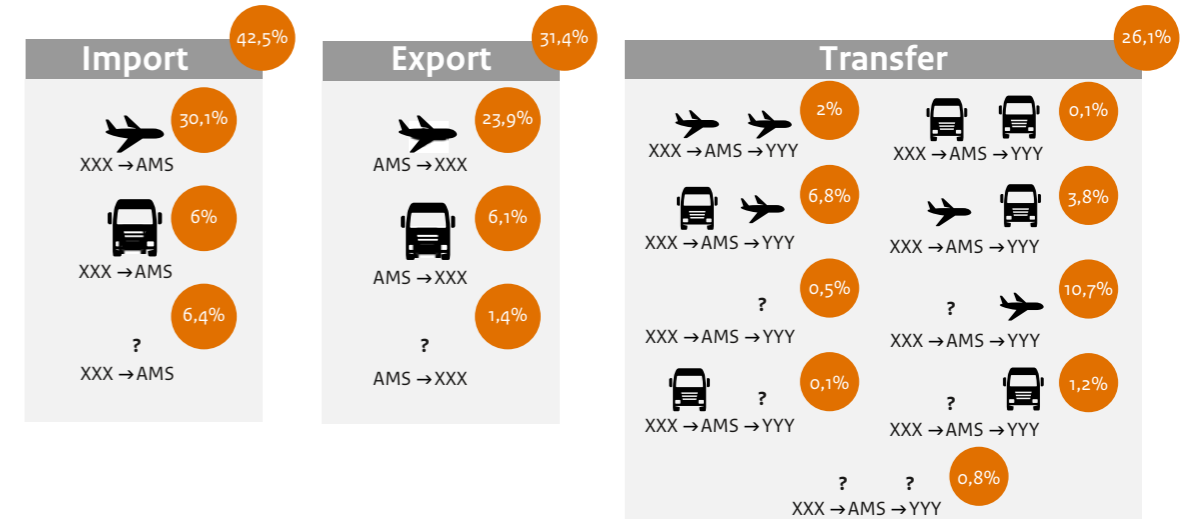 42,5%
Import
30,1%
XXX →AMS
6%
XXX →AMS
6,4%
?
XXX →AMS
31,4%
Export
23,9%
AMS →XXX
6,1%
AMS →XXX
1,4%
?
AMS →XXX
26,1%
Transfer
2%
XXX →AMS →YYY
0,1%
XXX →AMS →YYY
6,8%
XXX →AMS →YYY
3,8%
XXX →AMS →YYY
0,5%
?
XXX →AMS →YYY
10,7%
?
XXX →AMS →YYY
0,1%
?
XXX →AMS →YYY
1,2%
?
XXX →AMS →YYY
0,8%
? ?
XXX →AMS →YYY